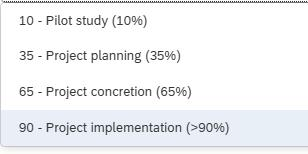 10 - Pilot study (10%)
35 - Project planning (35%)
65 - Project concretion (65%)
90 - Project implementation (>90%)